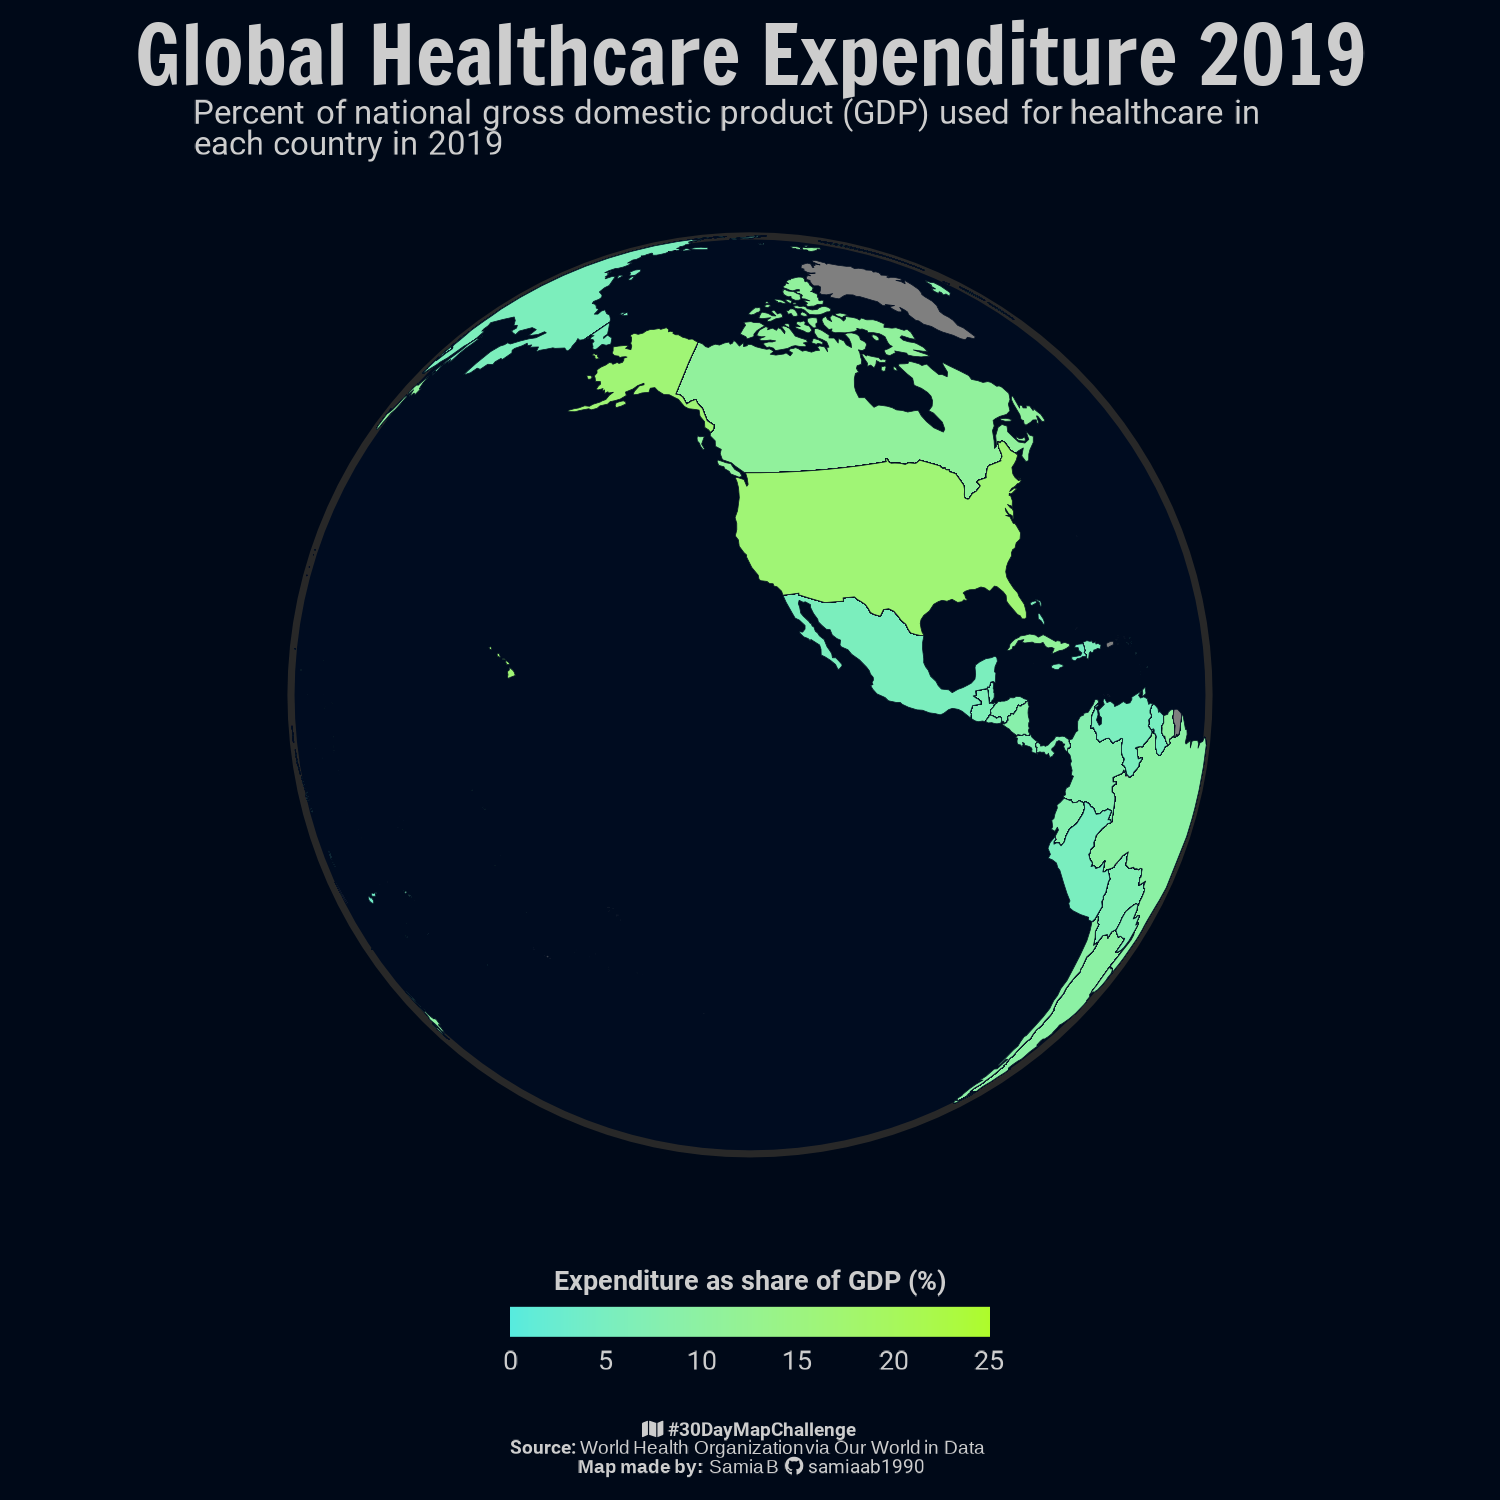 Global Healthcare Expenditure 2019
Percent of national gross domestic product (GDP) used for healthcare in
each country in 2019
Expenditure as share of GDP (%)
0 5 10 15 20 25
#30DayMapChallenge
Source: World Health Organization via Our World in Data
Map made by: Samia B samiaab1990